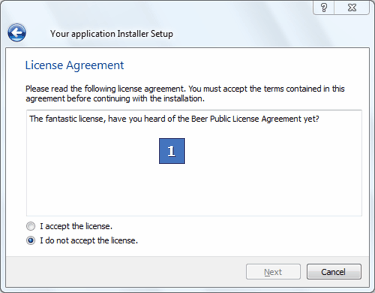 ?
Your application Installer Setup
License Agreement
Please read the following license agreement. You must accept the terms contained in this
agreement before continuing with the installation.
The fantastic license, have you heard of the Beer Public License Agreement yet?
1
I accept the license.
I do not accept the license.
Next Cancel